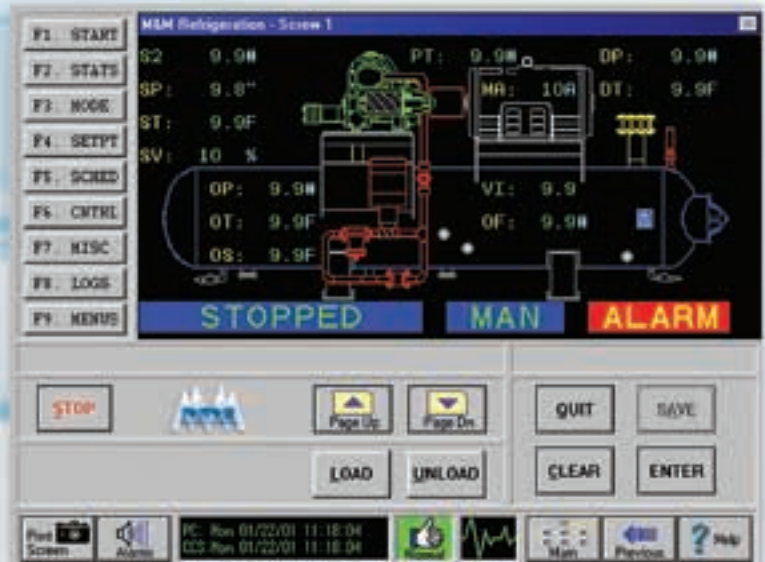 M&M Refrigeration - Screw 1
F1. START
F2. STATS
F3. MODE
F4. SETPT
F5. SCHED
F6. CNTRL
F7. MISC
F8. LOGS
F9. MENUS
S2 9.9# PT: 9.9# DP: 9.9#
SP: 9.8" MA: 10A DT: 9.9F
ST: 9.9F
SV: 10 %
OP: 9.9# VI: 9.9
OT: 9.9F OF: 9.9#
OS: 9.9F
STOPPED MAN ALARM
STOP Page Up Page Dn QUIT SAVE
LOAD UNLOAD CLEAR ENTER
Print Screen
Alarms
PC: Mon 01/22/01 11:18:04
CCS Mon 01/22/01 11:18:04
Normal
Main
Previous
Help